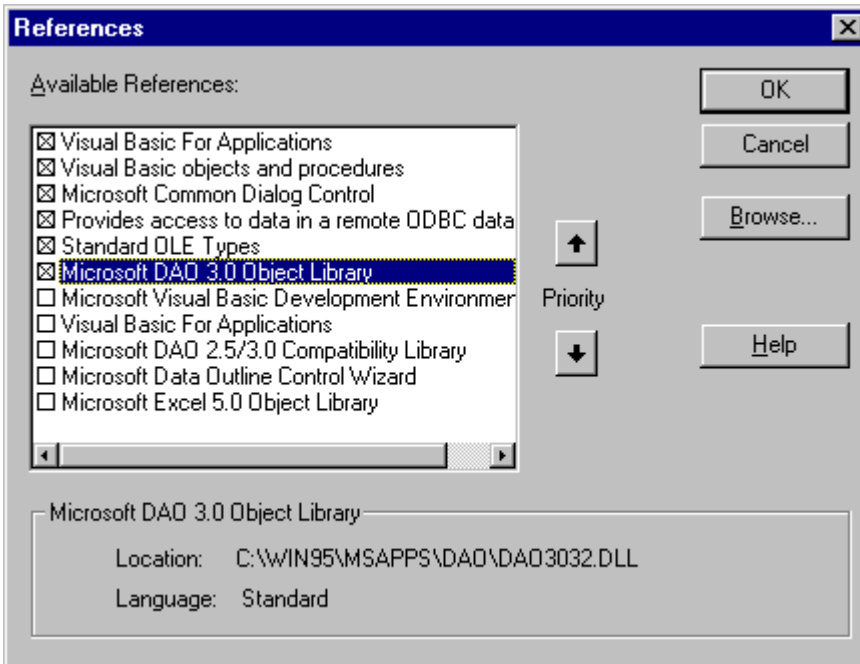 References
Available References:
Visual Basic For Applications
Visual Basic objects and procedures
Microsoft Common Dialog Control
Provides access to data in a remote ODBC data
Standard OLE Types
Microsoft DAO 3.0 Object Library
Microsoft Visual Basic Development Environmen
Visual Basic For Applications
Microsoft DAO 2.5/3.0 Compatibility Library
Microsoft Data Outline Control Wizard
Microsoft Excel 5.0 Object Library
Priority
OK
Cancel
Browse...
Help
Microsoft DAO 3.0 Object Library
Location: C:\WIN95\MSAPPS\DAO\DAO3032.DLL
Language: Standard